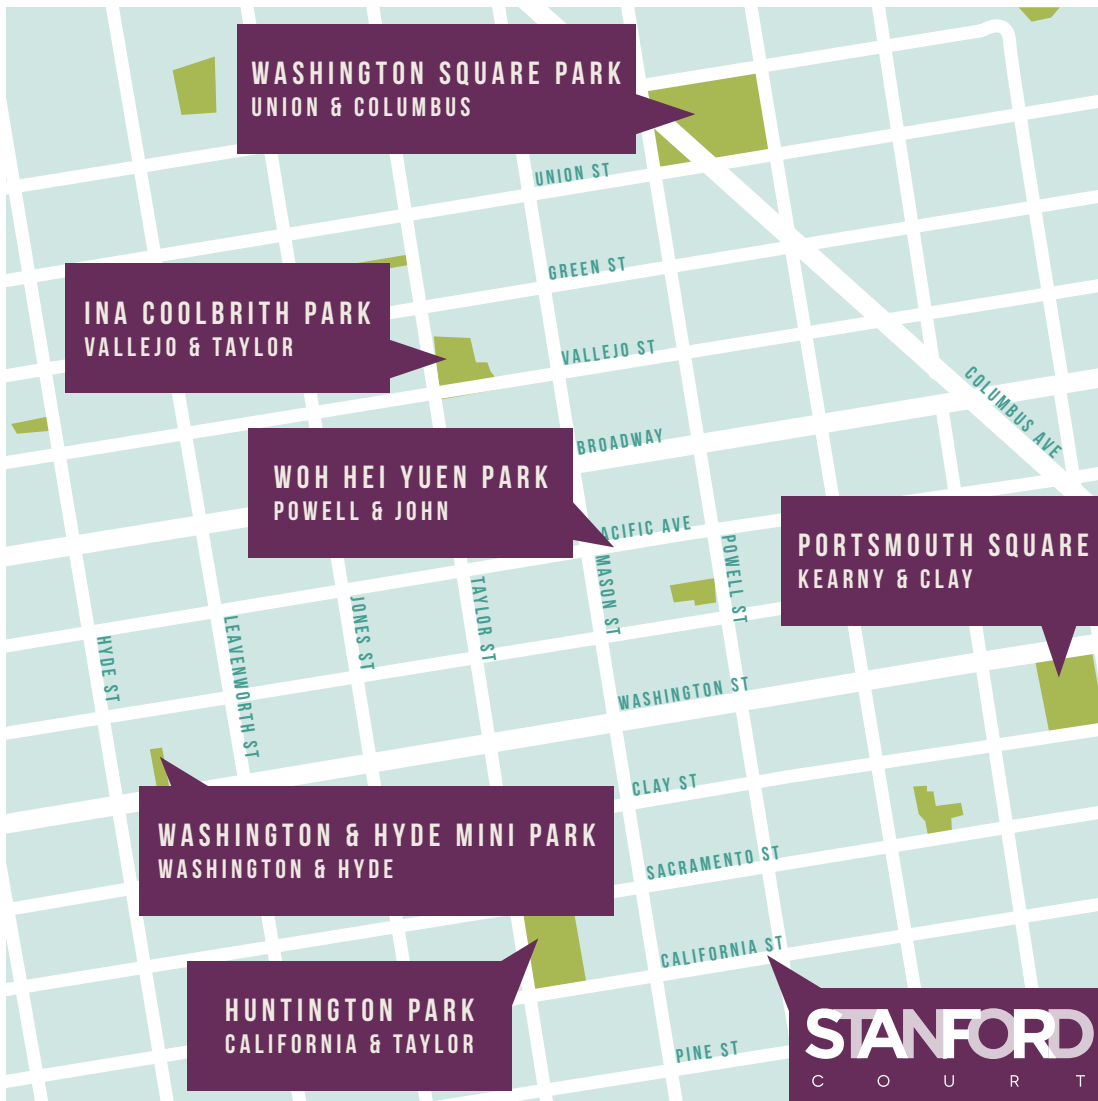 WASHINGTON SQUARE PARK
UNION & COLUMBUS
UNION ST
GREEN ST
INA COOLBRITH PARK
VALLEJO & TAYLOR
VALLEJO ST
COLUMBUS AVE
BROADWAY
WOH HEI YUEN PARK
POWELL & JOHN
ACIFIC AVE
PORTSMOUTH SQUARE
KEARNY & CLAY
MASON ST
POWELL ST
TAYLOR ST
JONES ST
LEAVENWORTH ST
HYDE ST
WASHINGTON ST
CLAY ST
WASHINGTON & HYDE MINI PARK
WASHINGTON & HYDE
SACRAMENTO ST
CALIFORNIA ST
HUNTINGTON PARK
CALIFORNIA & TAYLOR
PINE ST
STANFORD
COURT